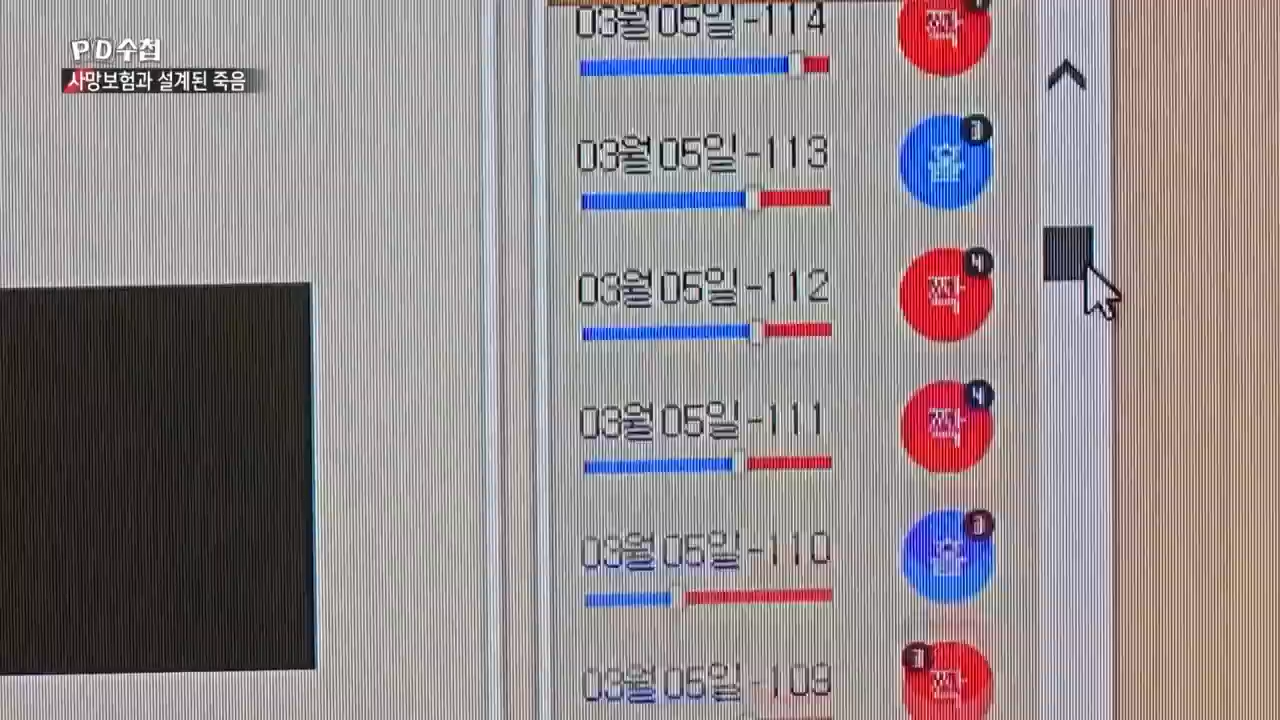 PD수첩
사망보험과 설계된 죽음
03월05일-114
짝
03월05일-113
홀
03월05일-112
짝
4
03월05일-111
짝
4
03월05일-110
홀
03월05일-109
짝